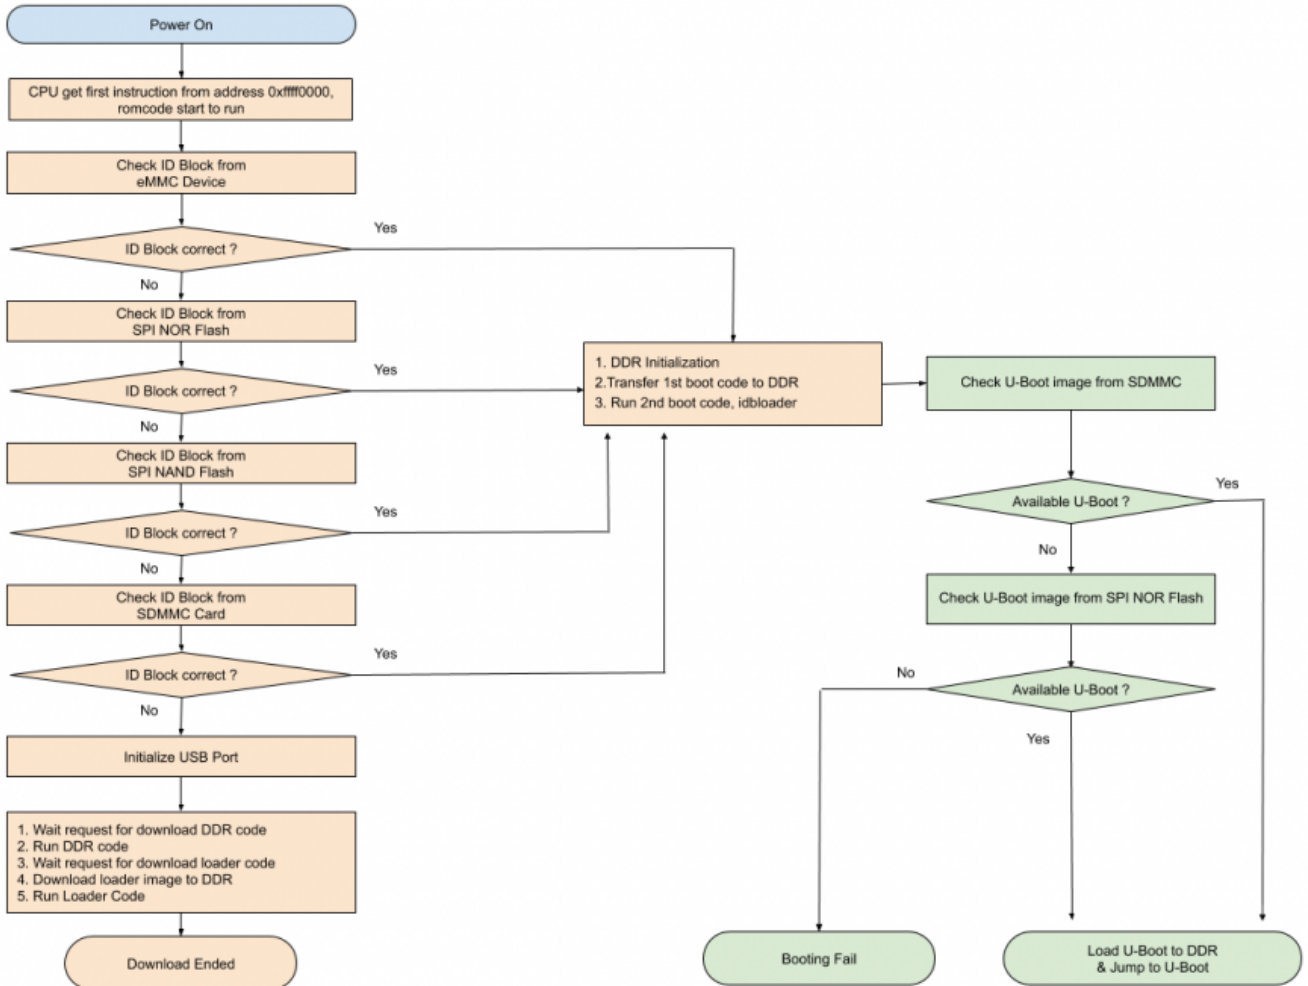 Power On
CPU get first instruction from address 0xffff0000,
romcode start to run
Check ID Block from
eMMC Device
ID Block correct ?
Yes
No
Check ID Block from
SPI NOR Flash
ID Block correct ?
Yes
No
Check ID Block from
SPI NAND Flash
ID Block correct ?
Yes
No
Check ID Block from
SDMMC Card
ID Block correct ?
Yes
No
Initialize USB Port
1. Wait request for download DDR code
2. Run DDR code
3. Wait request for download loader code
4. Download loader image to DDR
5. Run Loader Code
Download Ended
1. DDR Initialization
2.Transfer 1st boot code to DDR
3. Run 2nd boot code, idbloader
Check U-Boot image from SDMMC
Available U-Boot ?
Yes
No
Check U-Boot image from SPI NOR Flash
Available U-Boot ?
No
Yes
Booting Fail
Load U-Boot to DDR
& Jump to U-Boot